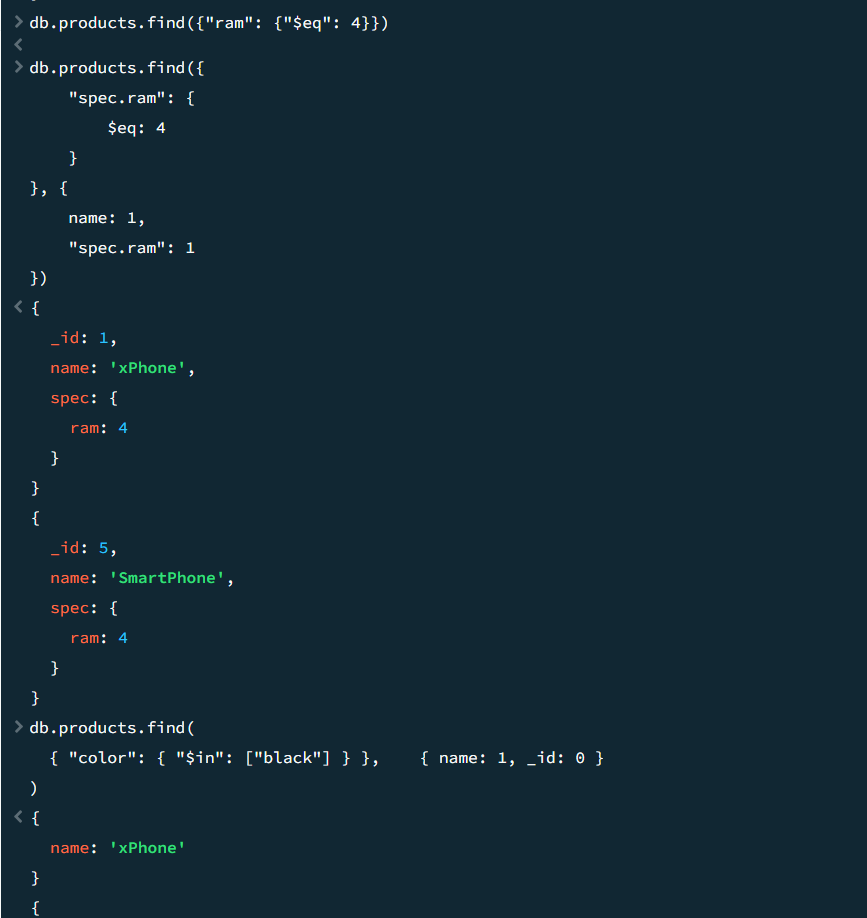 > db.products.find({"ram": {"$eq": 4}})
<
> db.products.find({
    "spec.ram": {
        $eq: 4
    }
}, {
    name: 1,
    "spec.ram": 1
})
< {
  _id: 1,
  name: 'xPhone',
  spec: {
    ram: 4
  }
}
{
  _id: 5,
  name: 'SmartPhone',
  spec: {
    ram: 4
  }
}
> db.products.find(
  { "color": { "$in": ["black"] } },    { name: 1, _id: 0 }
)
< {
  name: 'xPhone'
}
{